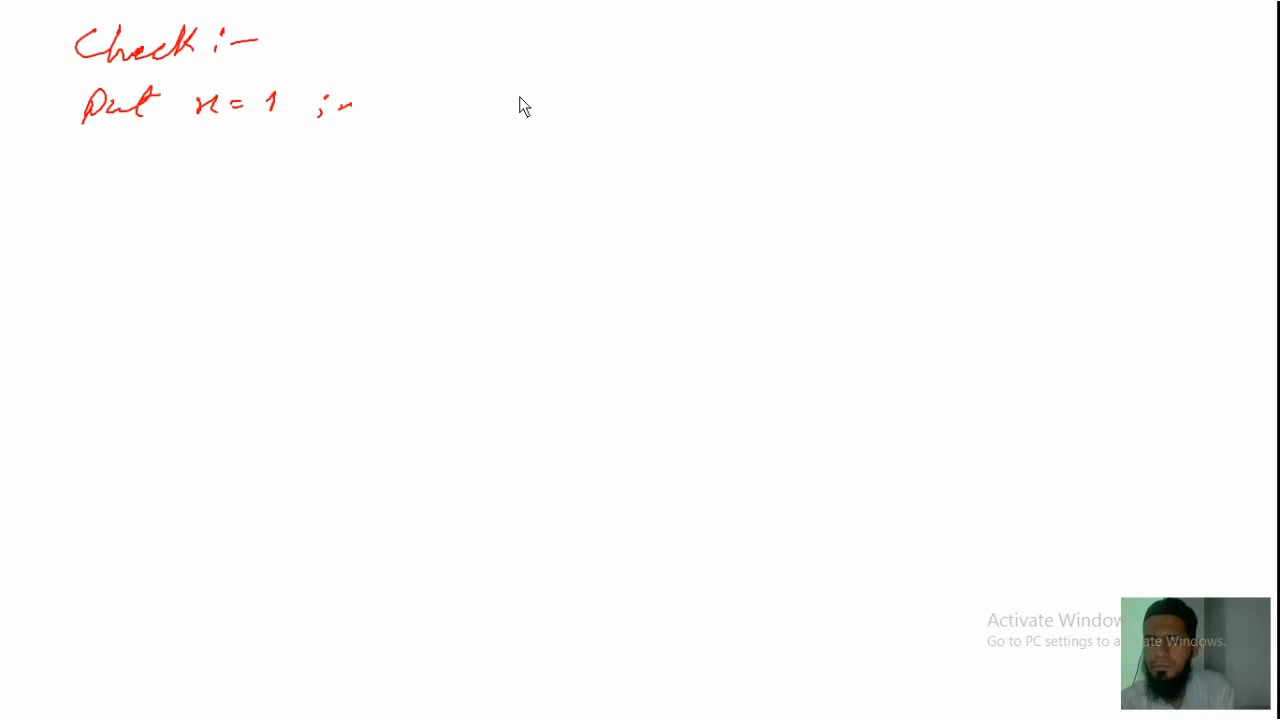 Check :-
Put x = 1 ;-
Activate Windows
Go to PC settings to activate Windows.